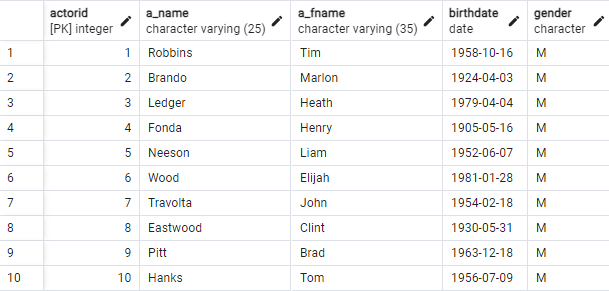 actorid a_name a_fname birthdate gender
[PK] integer character varying (25) character varying (35) date character
1 1 Robbins Tim 1958-10-16 M
2 2 Brando Marlon 1924-04-03 M
3 3 Ledger Heath 1979-04-04 M
4 4 Fonda Henry 1905-05-16 M
5 5 Neeson Liam 1952-06-07 M
6 6 Wood Elijah 1981-01-28 M
7 7 Travolta John 1954-02-18 M
8 8 Eastwood Clint 1930-05-31 M
9 9 Pitt Brad 1963-12-18 M
10 10 Hanks Tom 1956-07-09 M